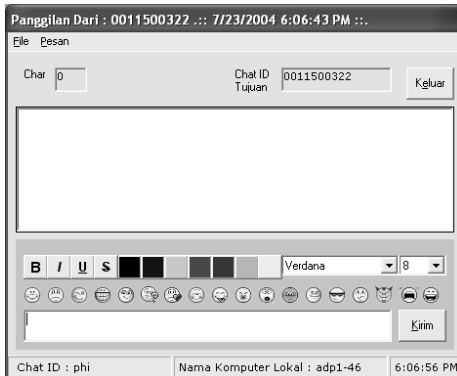 Panggilan Dari : 0011500322 .:: 7/23/2004 6:06:43 PM ::.
File Pesan
Char 0 Chat ID Tujuan 0011500322 Keluar
B I U S Verdana 8
Kirim
Chat ID : phi Nama Komputer Lokal : adp1-46 6:06:56 PM